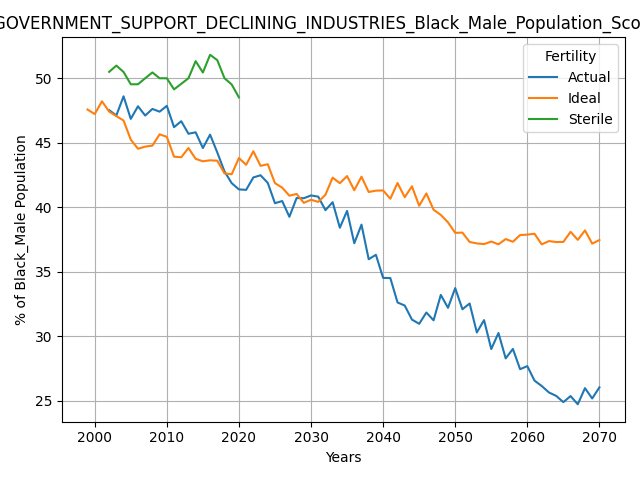 GOVERNMENT_SUPPORT_DECLINING_INDUSTRIES_Black_Male_Population_Sco
Fertility
Actual
Ideal
Sterile
% of Black_Male Population
50
45
40
35
30
25
2000 2010 2020 2030 2040 2050 2060 2070
Years